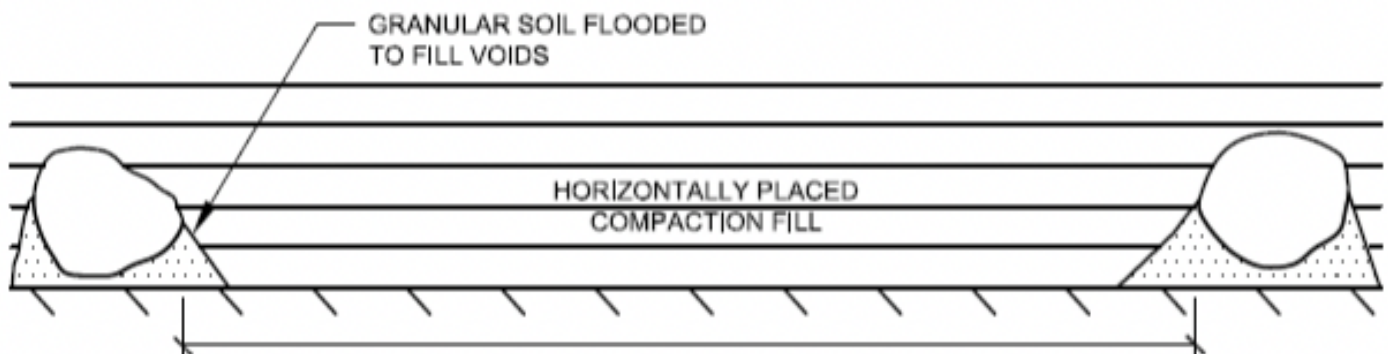 GRANULAR SOIL FLOODED
TO FILL VOIDS
HORIZONTALLY PLACED
COMPACTION FILL